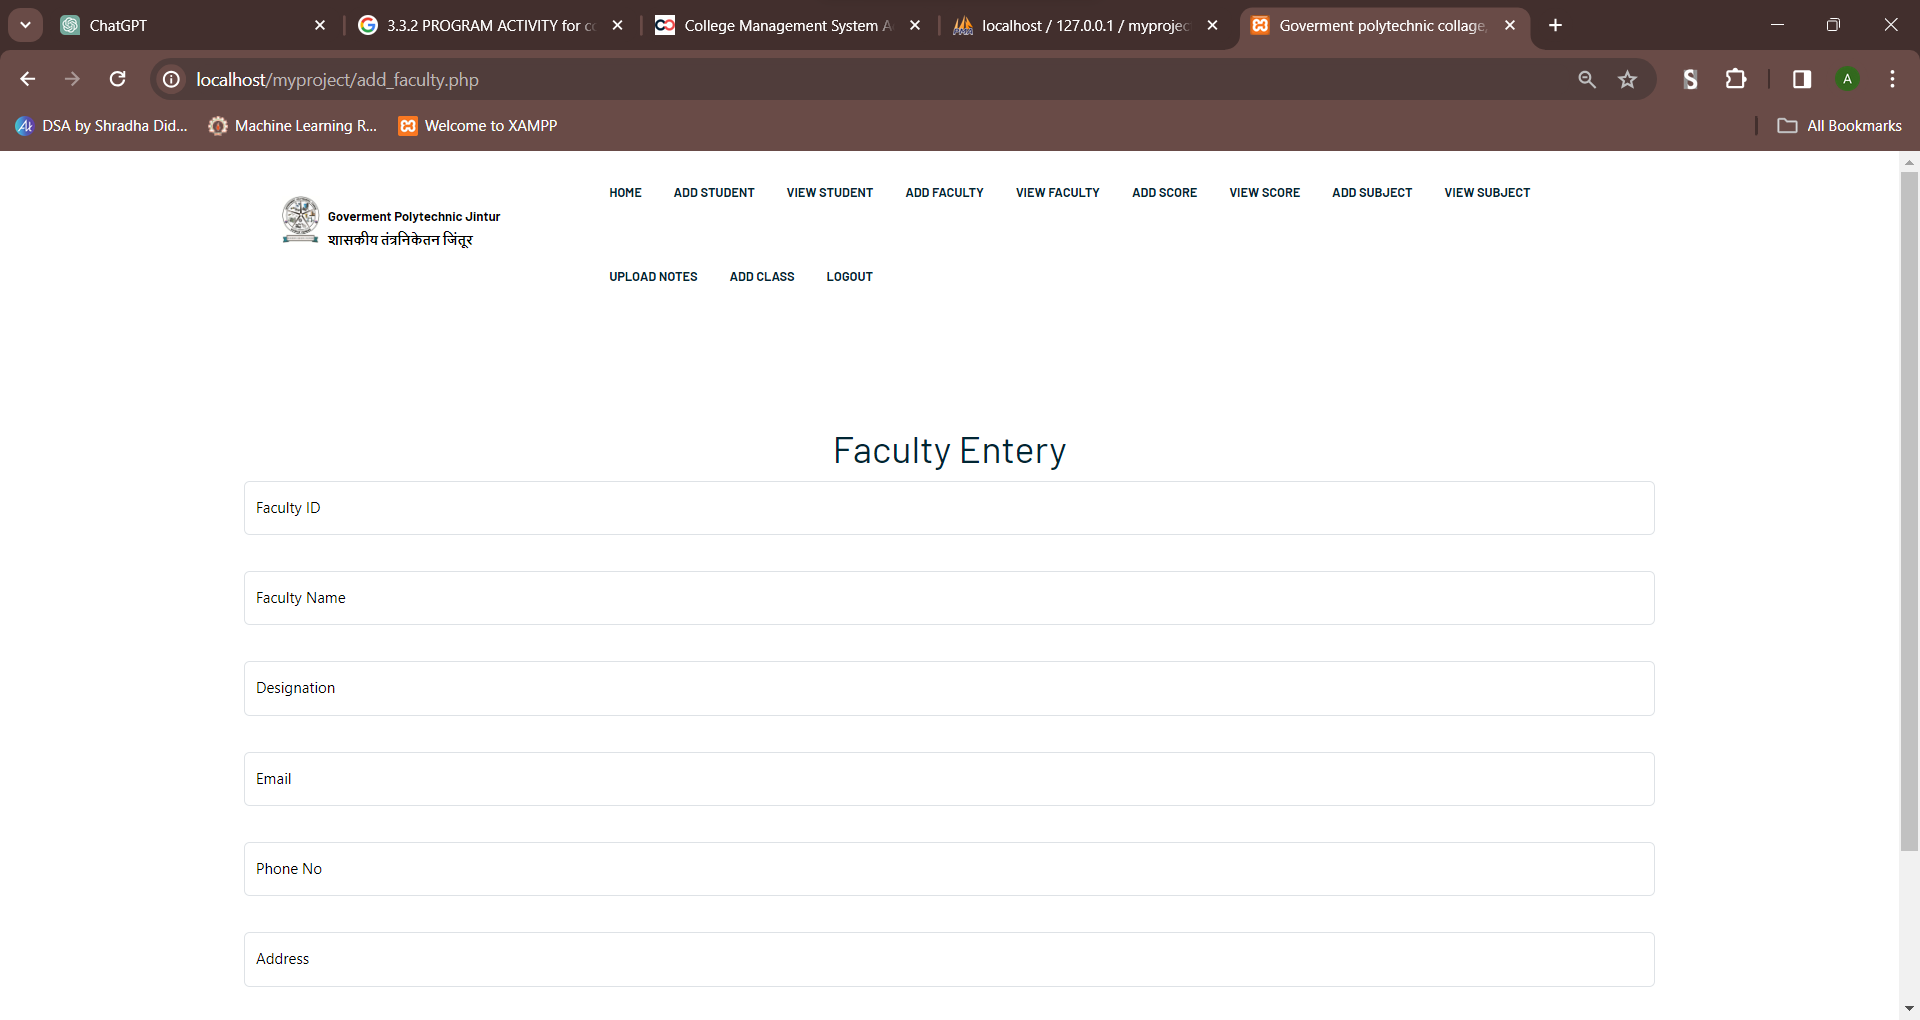 ChatGPT
3.3.2 PROGRAM ACTIVITY for co
College Management System A
localhost / 127.0.0.1 / myprojec
Goverment polytechnic collage,
localhost/myproject/add_faculty.php
A
DSA by Shradha Did...
Machine Learning R...
Welcome to XAMPP
All Bookmarks
HOME ADD STUDENT VIEW STUDENT ADD FACULTY VIEW FACULTY ADD SCORE VIEW SCORE ADD SUBJECT VIEW SUBJECT
Goverment Polytechnic Jintur
शासकीय तंत्रनिकेतन जिंतूर
UPLOAD NOTES ADD CLASS LOGOUT
Faculty Entery
Faculty ID
Faculty Name
Designation
Email
Phone No
Address